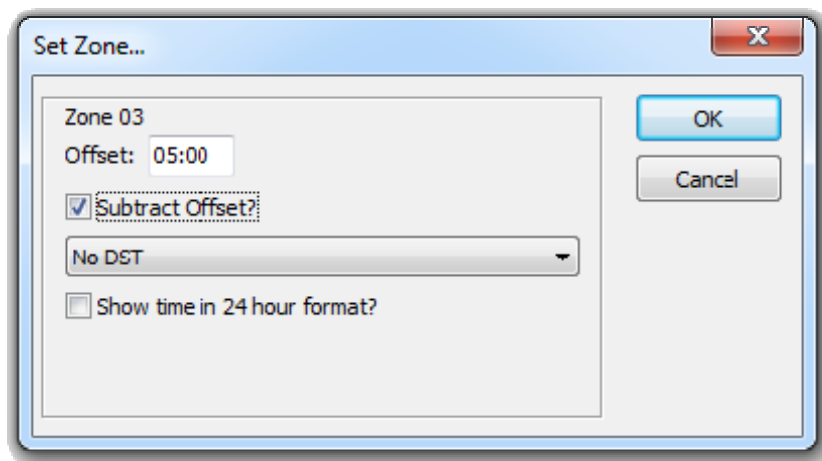 Set Zone...
Zone 03
Offset: 05:00
Subtract Offset?
No DST
Show time in 24 hour format?
OK
Cancel